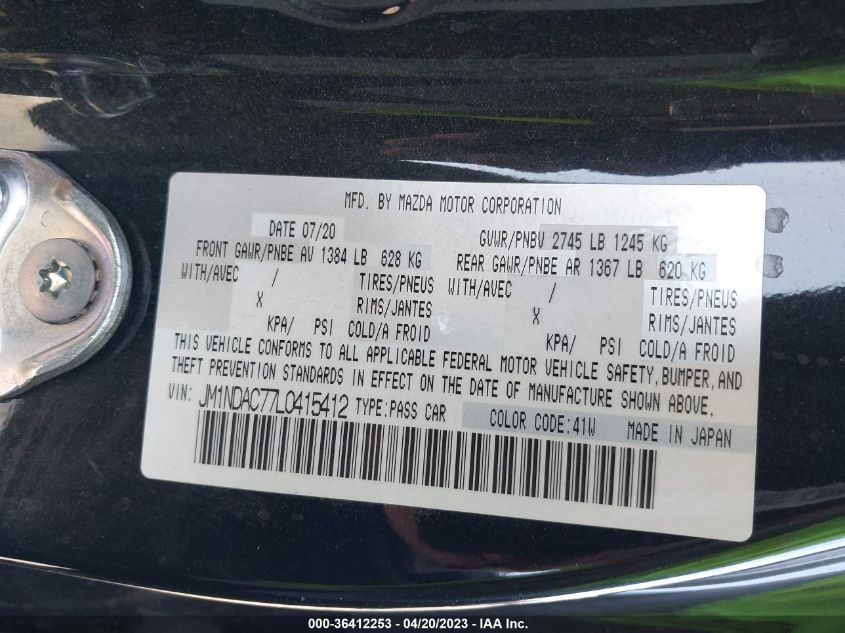 MFD. BY MAZDA MOTOR CORPORATION
DATE 07/20 GVWR/PNBV 2745 LB 1245 KG
FRONT GAWR/PNBE AV 1384 LB 628 KG REAR GAWR/PNBE AR 1367 LB 620 KG
WITH/AVEC / TIRES/PNEUS WITH/AVEC / TIRES/PNEUS
X RIMS/JANTES X RIMS/JANTES
KPA/ PSI COLD/A FROID KPA/ PSI COLD/A FROID
THIS VEHICLE CONFORMS TO ALL APPLICABLE FEDERAL MOTOR VEHICLE SAFETY, BUMPER, AND
THEFT PREVENTION STANDARDS IN EFFECT ON THE DATE OF MANUFACTURE SHOWN ABOVE.
VIN: JM1NDAC77L0415412 TYPE:PASS CAR COLOR CODE:41W MADE IN JAPAN
000-36412253 - 04/20/2023 - © IAA, Inc.